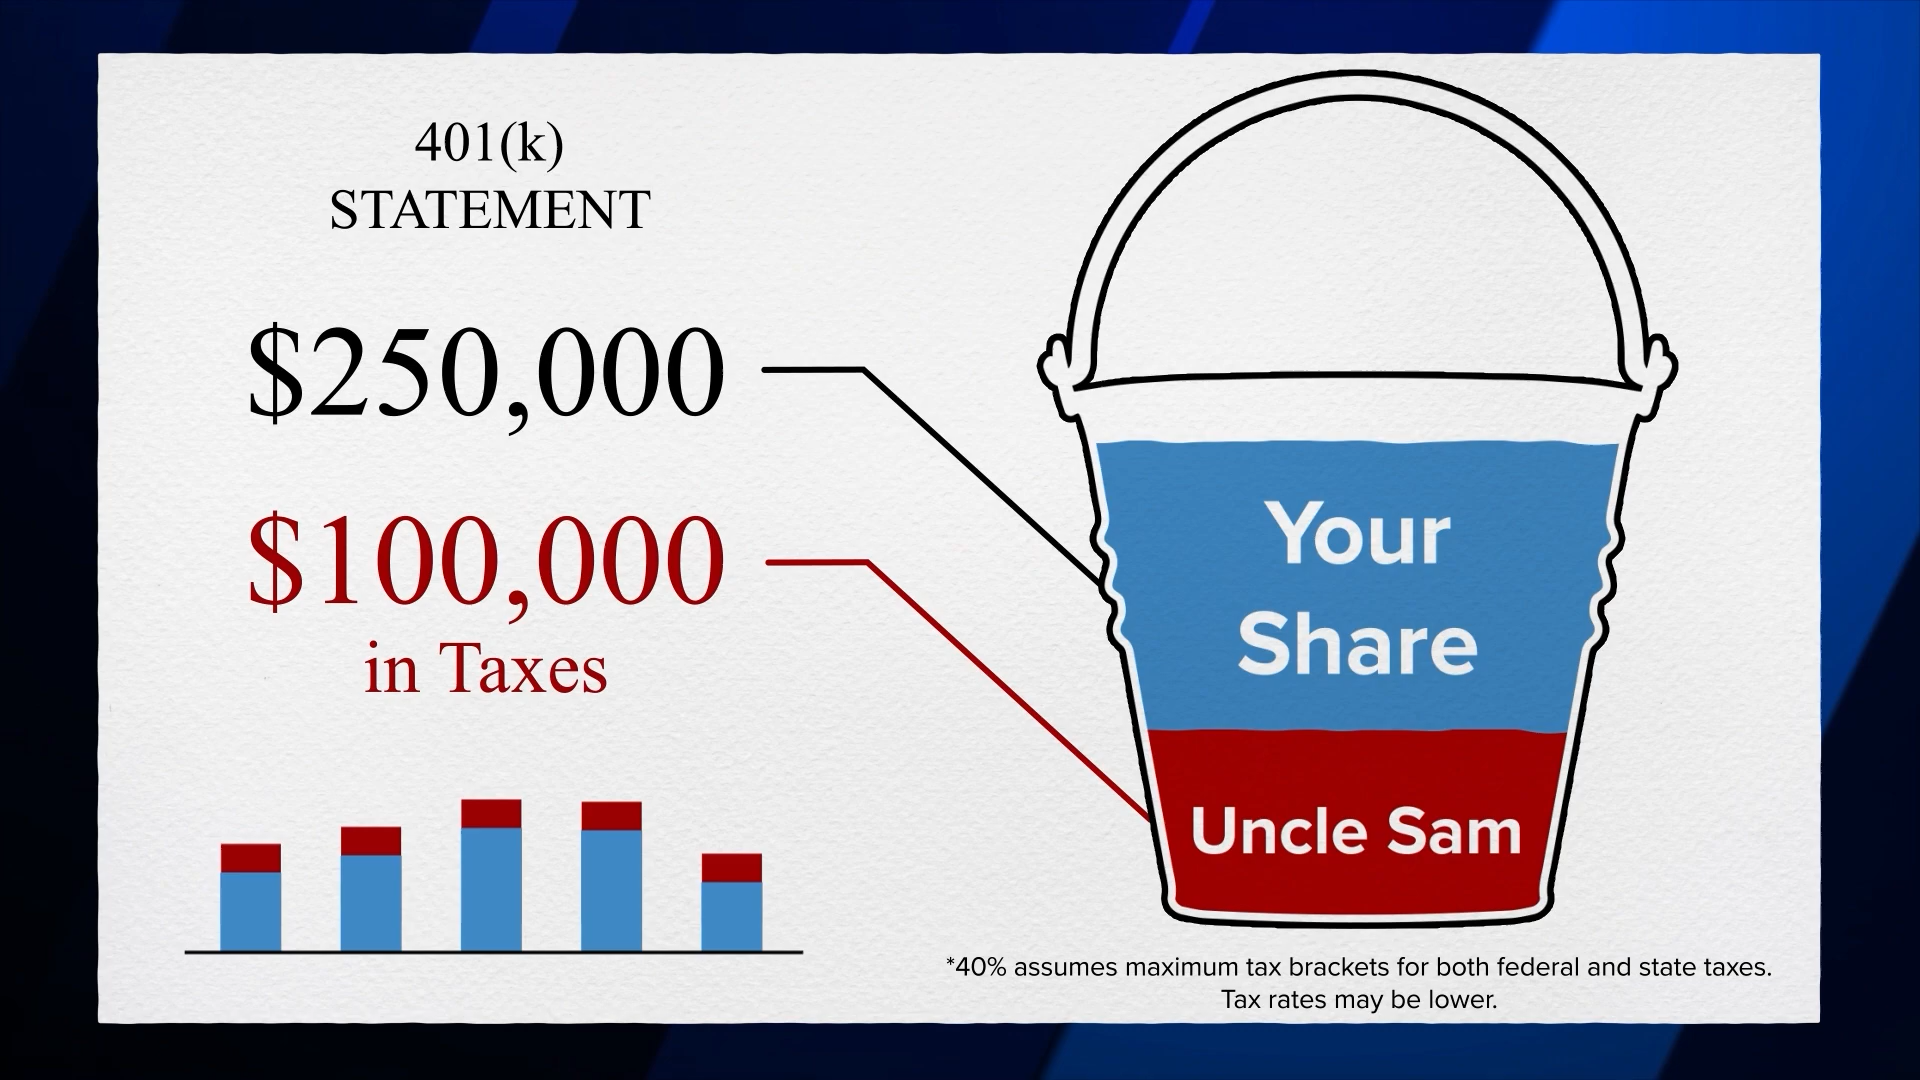 401(k)
STATEMENT
$250,000
$100,000
in Taxes
Your
Share
Uncle Sam
*40% assumes maximum tax brackets for both federal and state taxes.
Tax rates may be lower.